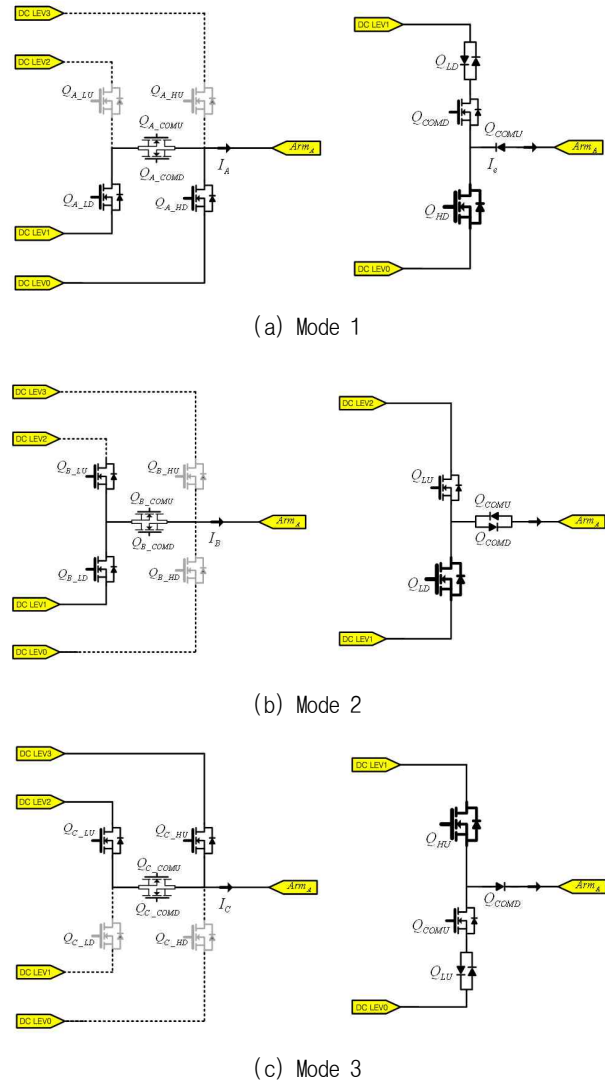 DC LEV3
DC LEV2
Q_A_LU
Q_A_HU
Q_A_COMU
Q_A_COMD
I_A
Arm_A
Q_A_LD
Q_A_HD
DC LEV1
DC LEV0
DC LEV1
Q_LD
Q_COMD
Q_COMU
I_e
Arm_A
Q_HD
DC LEV0
(a) Mode 1
DC LEV3
DC LEV2
Q_B_LU
Q_B_HU
Q_B_COMU
Q_B_COMD
I_B
Arm_A
Q_B_LD
Q_B_HD
DC LEV1
DC LEV0
DC LEV2
Q_LU
Q_COMU
Q_COMD
Arm_A
Q_LD
DC LEV1
(b) Mode 2
DC LEV3
DC LEV2
Q_C_LU
Q_C_HU
Q_C_COMU
Q_C_COMD
I_C
Arm_A
Q_C_LD
Q_C_HD
DC LEV1
DC LEV0
DC LEV1
Q_HU
Q_COMD
Arm_A
Q_COMU
Q_LU
DC LEV0
(c) Mode 3